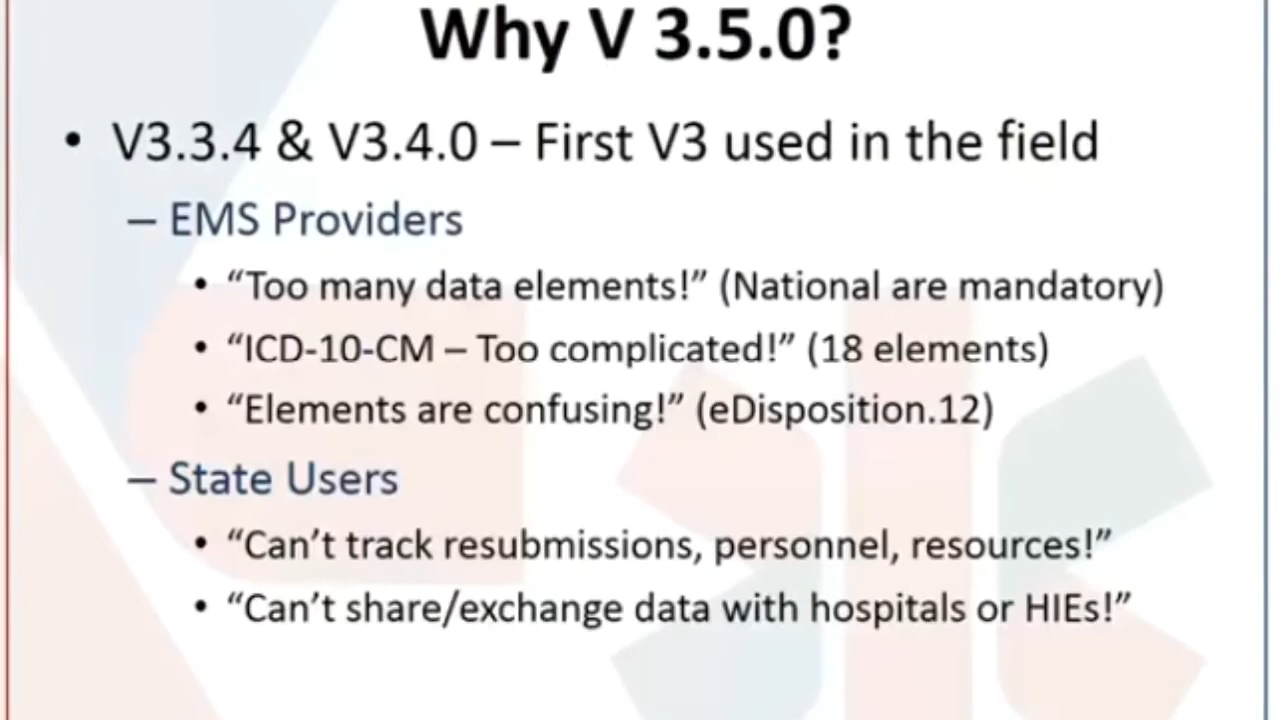 Why V 3.5.0?
• V3.3.4 & V3.4.0 – First V3 used in the field
– EMS Providers
• “Too many data elements!” (National are mandatory)
• “ICD-10-CM – Too complicated!” (18 elements)
• “Elements are confusing!” (eDisposition.12)
– State Users
• “Can’t track resubmissions, personnel, resources!”
• “Can’t share/exchange data with hospitals or HIEs!”